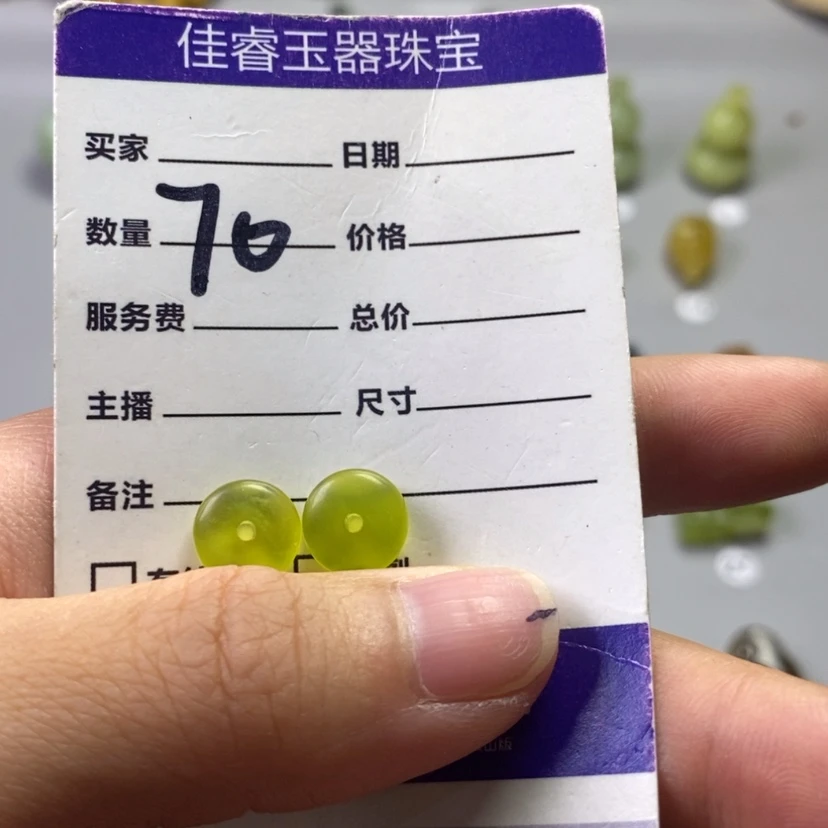 佳睿玉器珠宝
买家 日期
数量 70 价格
服务费 总价
主播 尺寸
备注